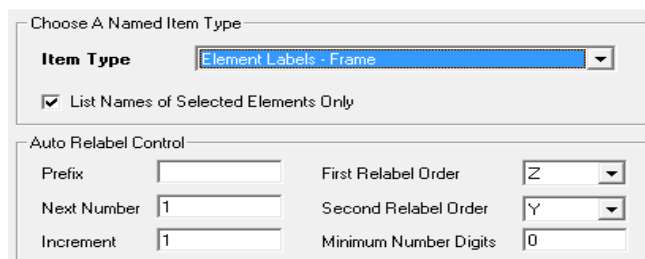 Choose A Named Item Type
Item Type Element Labels - Frame
List Names of Selected Elements Only
Auto Relabel Control
Prefix First Relabel Order Z
Next Number 1 Second Relabel Order Y
Increment 1 Minimum Number Digits 0